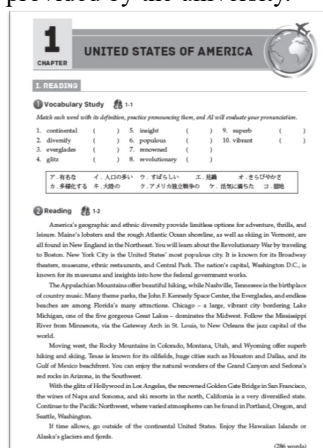 provided by the university.
1
CHAPTER
UNITED STATES OF AMERICA
I. READING
1 Vocabulary Study 1-1
Match each word with its definition, practice pronouncing them, and AI will evaluate your pronunciation.
1. continental ( ) 5. insight ( ) 9. superb ( )
2. diversify ( ) 6. populous ( ) 10. vibrant ( )
3. everglades ( ) 7. renowned ( )
4. glitz ( ) 8. revolutionary ( )
ア. 有名な イ. 人口の多い ウ. すばらしい エ. 見識 オ. きらびやかさ
カ. 多様化する キ. 大陸の ク. アメリカ独立戦争の ケ. 活気に満ちた コ. 湿地
2 Reading 1-2
America's geographic and ethnic diversity provide limitless options for adventure, thrills, and
leisure. Maine's lobsters and the rough Atlantic Ocean shoreline, as well as skiing in Vermont, are
all found in New England in the Northeast. You will learn about the Revolutionary War by traveling
to Boston. New York City is the United States' most populous city. It is known for its Broadway
theaters, museums, ethnic restaurants, and Central Park. The nation's capital, Washington D.C., is
known for its museums and insights into how the federal government works.
The Appalachian Mountains offer beautiful hiking, while Nashville, Tennessee is the birthplace
of country music. Many theme parks, the John F. Kennedy Space Center, the Everglades, and endless
beaches are among Florida's many attractions. Chicago – a large, vibrant city bordering Lake
Michigan, one of the five gorgeous Great Lakes – dominates the Midwest. Follow the Mississippi
River from Minnesota, via the Gateway Arch in St. Louis, to New Orleans the jazz capital of the
world.
Moving west, the Rocky Mountains in Colorado, Montana, Utah, and Wyoming offer superb
hiking and skiing. Texas is known for its oilfields, huge cities such as Houston and Dallas, and its
Gulf of Mexico beachfront. You can enjoy the natural wonders of the Grand Canyon and Sedona's
red rocks in Arizona, in the Southwest.
With the glitz of Hollywood in Los Angeles, the renowned Golden Gate Bridge in San Francisco,
the wines of Napa and Sonoma, and ski resorts in the north, California is a very diversified state.
Continue to the Pacific Northwest, where varied atmospheres can be found in Portland, Oregon, and
Seattle, Washington.
If time allows, go outside of the continental United States. Enjoy the Hawaiian Islands or
Alaska's glaciers and fjords.
(286 words)